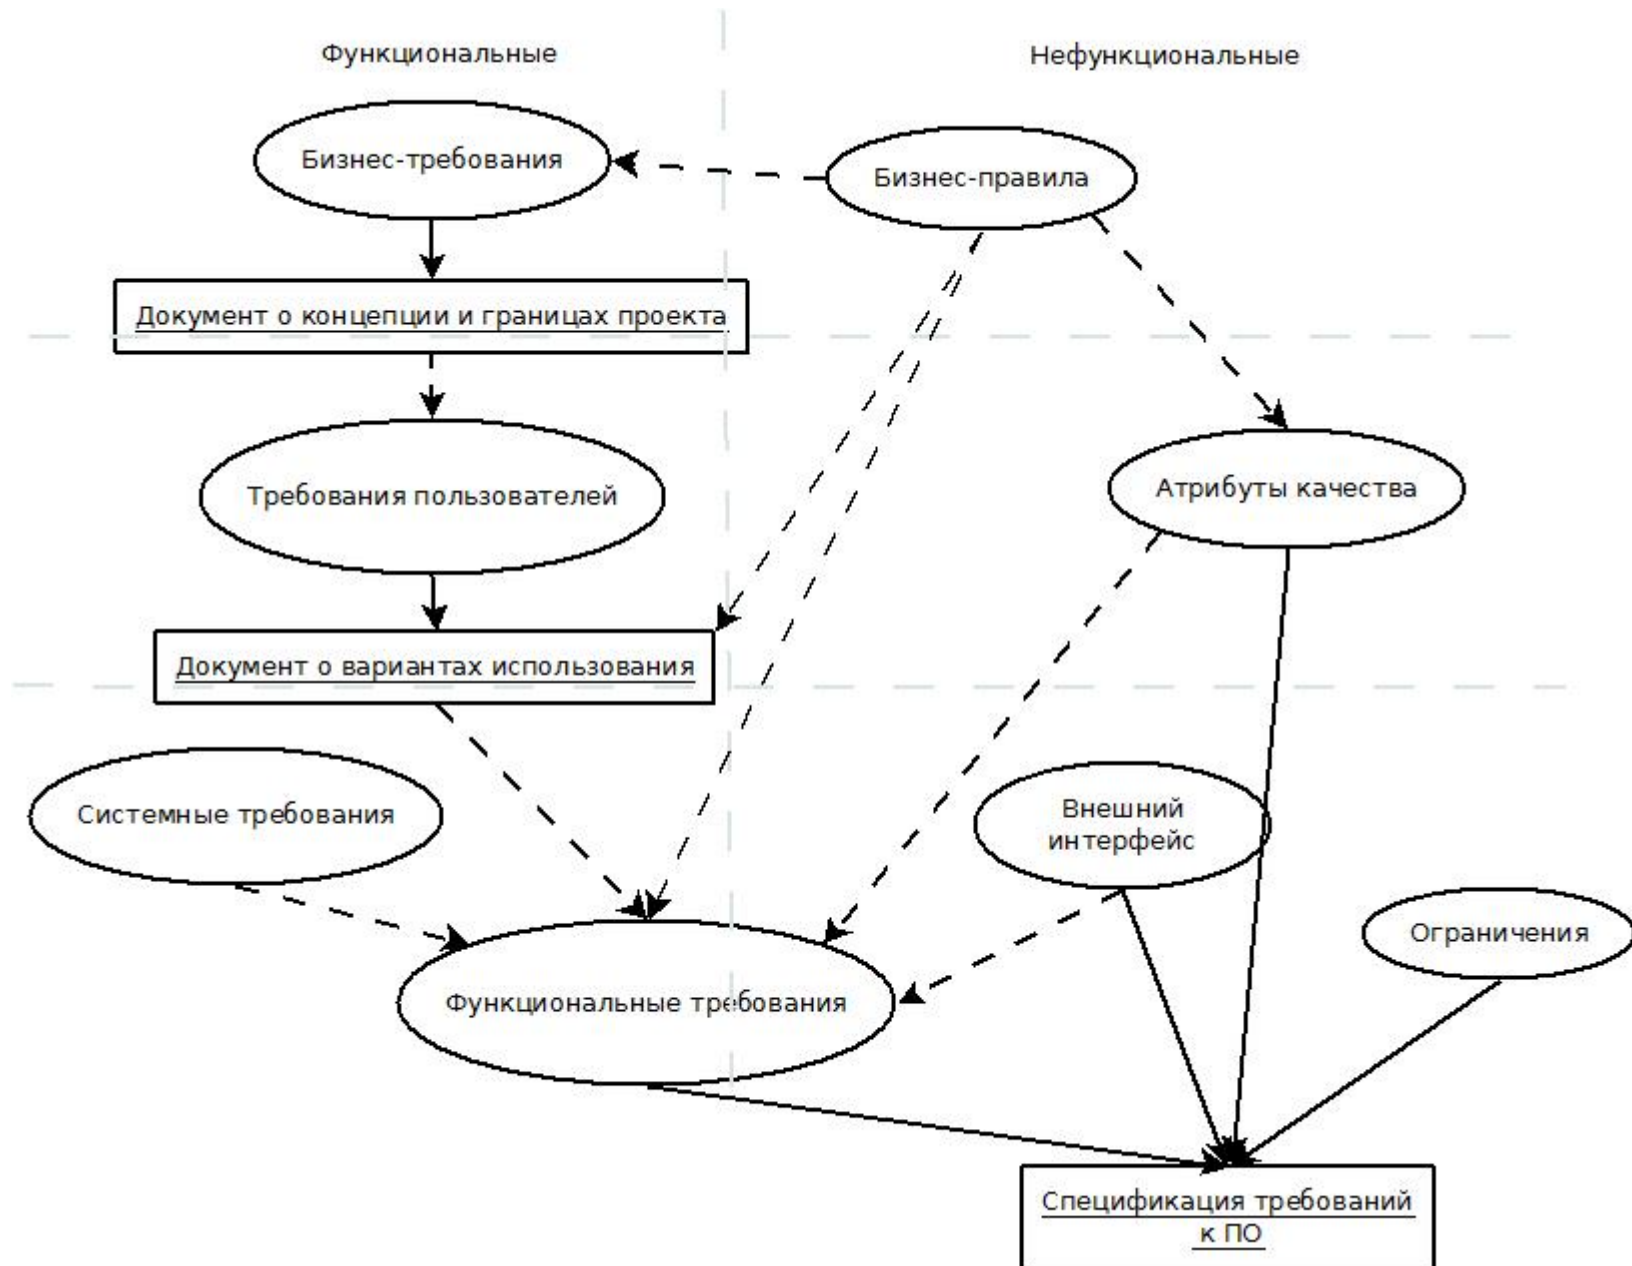 Функциональные
Нефункциональные
Бизнес-требования
Бизнес-правила
Документ о концепции и границах проекта
Требования пользователей
Атрибуты качества
Документ о вариантах использования
Системные требования
Внешний
интерфейс
Ограничения
Функциональные требования
Спецификация требований
к ПО